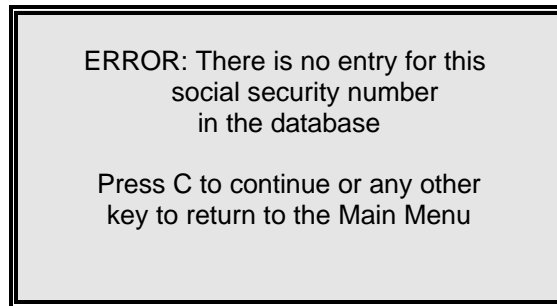 ERROR: There is no entry for this
social security number
in the database
Press C to continue or any other
key to return to the Main Menu